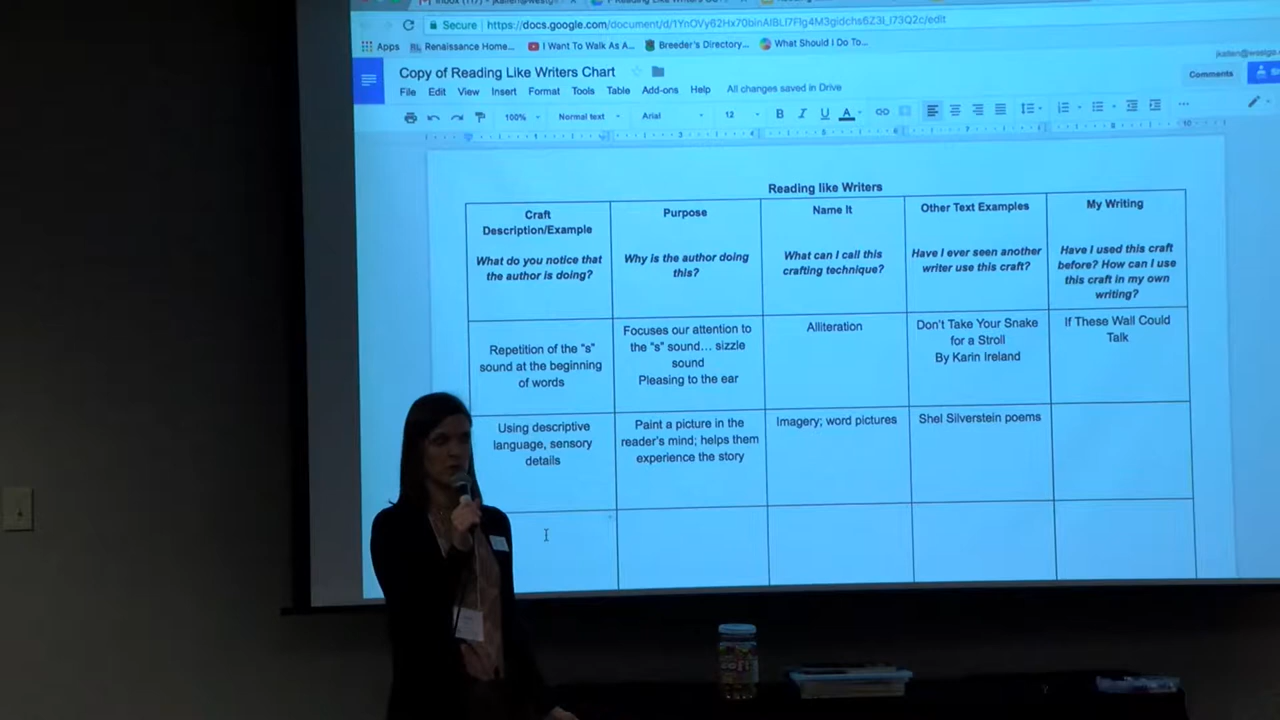 Secure https://docs.google.com/document/d/
/edit
Apps Renaissance Home... I Want To Walk As A... Breeder's Directory... What Should I Do To...
Copy of Reading Like Writers Chart
Comments
File Edit View Insert Format Tools Table Add-ons Help All changes saved in Drive
100% Normal text Arial 12 B I U A
Reading like Writers
Craft Description/Example
What do you notice that the author is doing?
Purpose
Why is the author doing this?
Name It
What can I call this crafting technique?
Other Text Examples
Have I ever seen another writer use this craft?
My Writing
Have I used this craft before? How can I use this craft in my own writing?
Repetition of the "s" sound at the beginning of words
Focuses our attention to the "s" sound... sizzle sound
Pleasing to the ear
Alliteration
Don't Take Your Snake for a Stroll
By Karin Ireland
If These Wall Could Talk
Using descriptive language, sensory details
Paint a picture in the reader's mind; helps them experience the story
Imagery; word pictures
Shel Silverstein poems